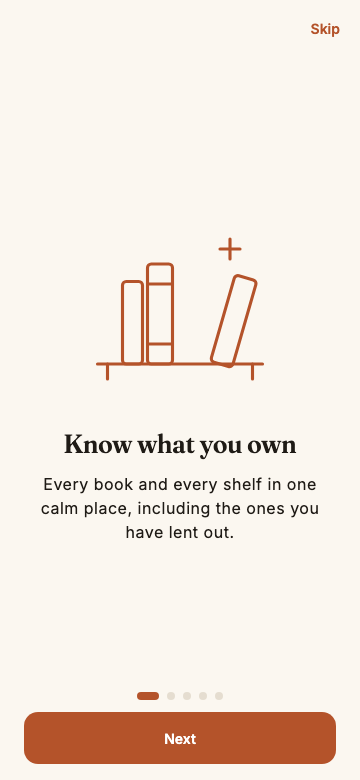 Skip
Know what you own
Every book and every shelf in one
calm place, including the ones you
have lent out.
Next